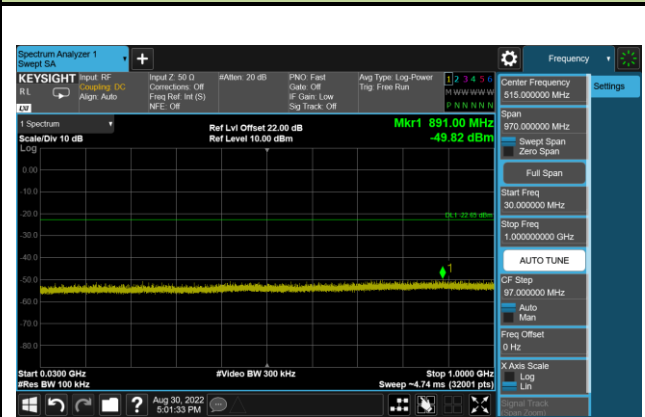 Spectrum Analyzer 1
Swept SA
Frequency
KEYSIGHT
RL
Input: RF
Coupling: DC
Align: Auto
Input Z: 50 Ω
Corrections: Off
Freq Ref: Int (S)
NFE: Off
#Atten: 20 dB
PNO: Fast
Gate: Off
IF Gain: Low
Sig Track: Off
Avg Type: Log-Power
Trig: Free Run
1 2 3 4 5 6
M W W W W W
P N N N N N
Center Frequency
515.000000 MHz
Settings
1 Spectrum
Scale/Div 10 dB
Log
Ref Lvl Offset 22.00 dB
Ref Level 10.00 dBm
Mkr1 891.00 MHz
-49.82 dBm
Span
970.000000 MHz
Swept Span
Zero Span
Full Span
0.00
-10.0
-20.0
-30.0
-40.0
-50.0
-60.0
-70.0
-80.0
DL1 -22.65 dBm
1
Start Freq
30.000000 MHz
Stop Freq
1.000000000 GHz
AUTO TUNE
CF Step
97.000000 MHz
Auto
Man
Freq Offset
0 Hz
X Axis Scale
Log
Lin
Signal Track
(Span Zoom)
Start 0.0300 GHz
#Res BW 100 kHz
#Video BW 300 kHz
Stop 1.0000 GHz
Sweep ~4.74 ms (32001 pts)
?
Aug 30, 2022
5:01:33 PM